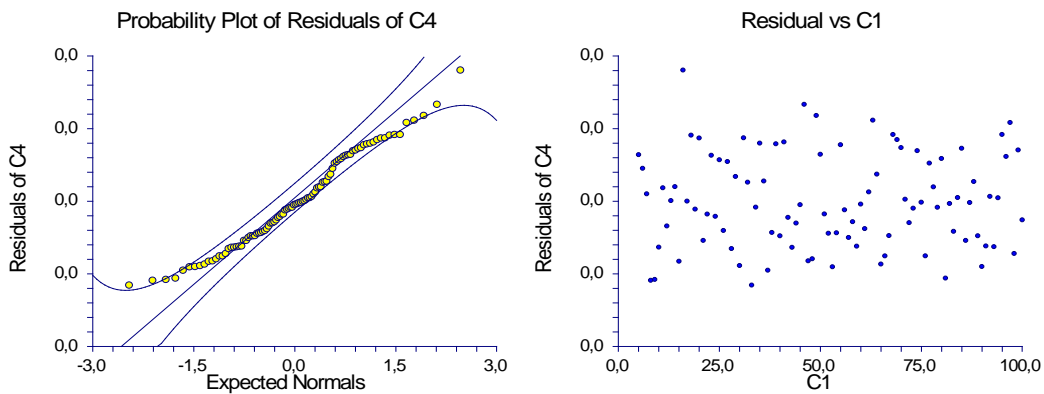 Probability Plot of Residuals of C4
Residuals of C4
0,0
0,0
0,0
0,0
0,0
-3,0 -1,5 0,0 1,5 3,0
Expected Normals
Residual vs C1
Residuals of C4
0,0
0,0
0,0
0,0
0,0
0,0 25,0 50,0 75,0 100,0
C1